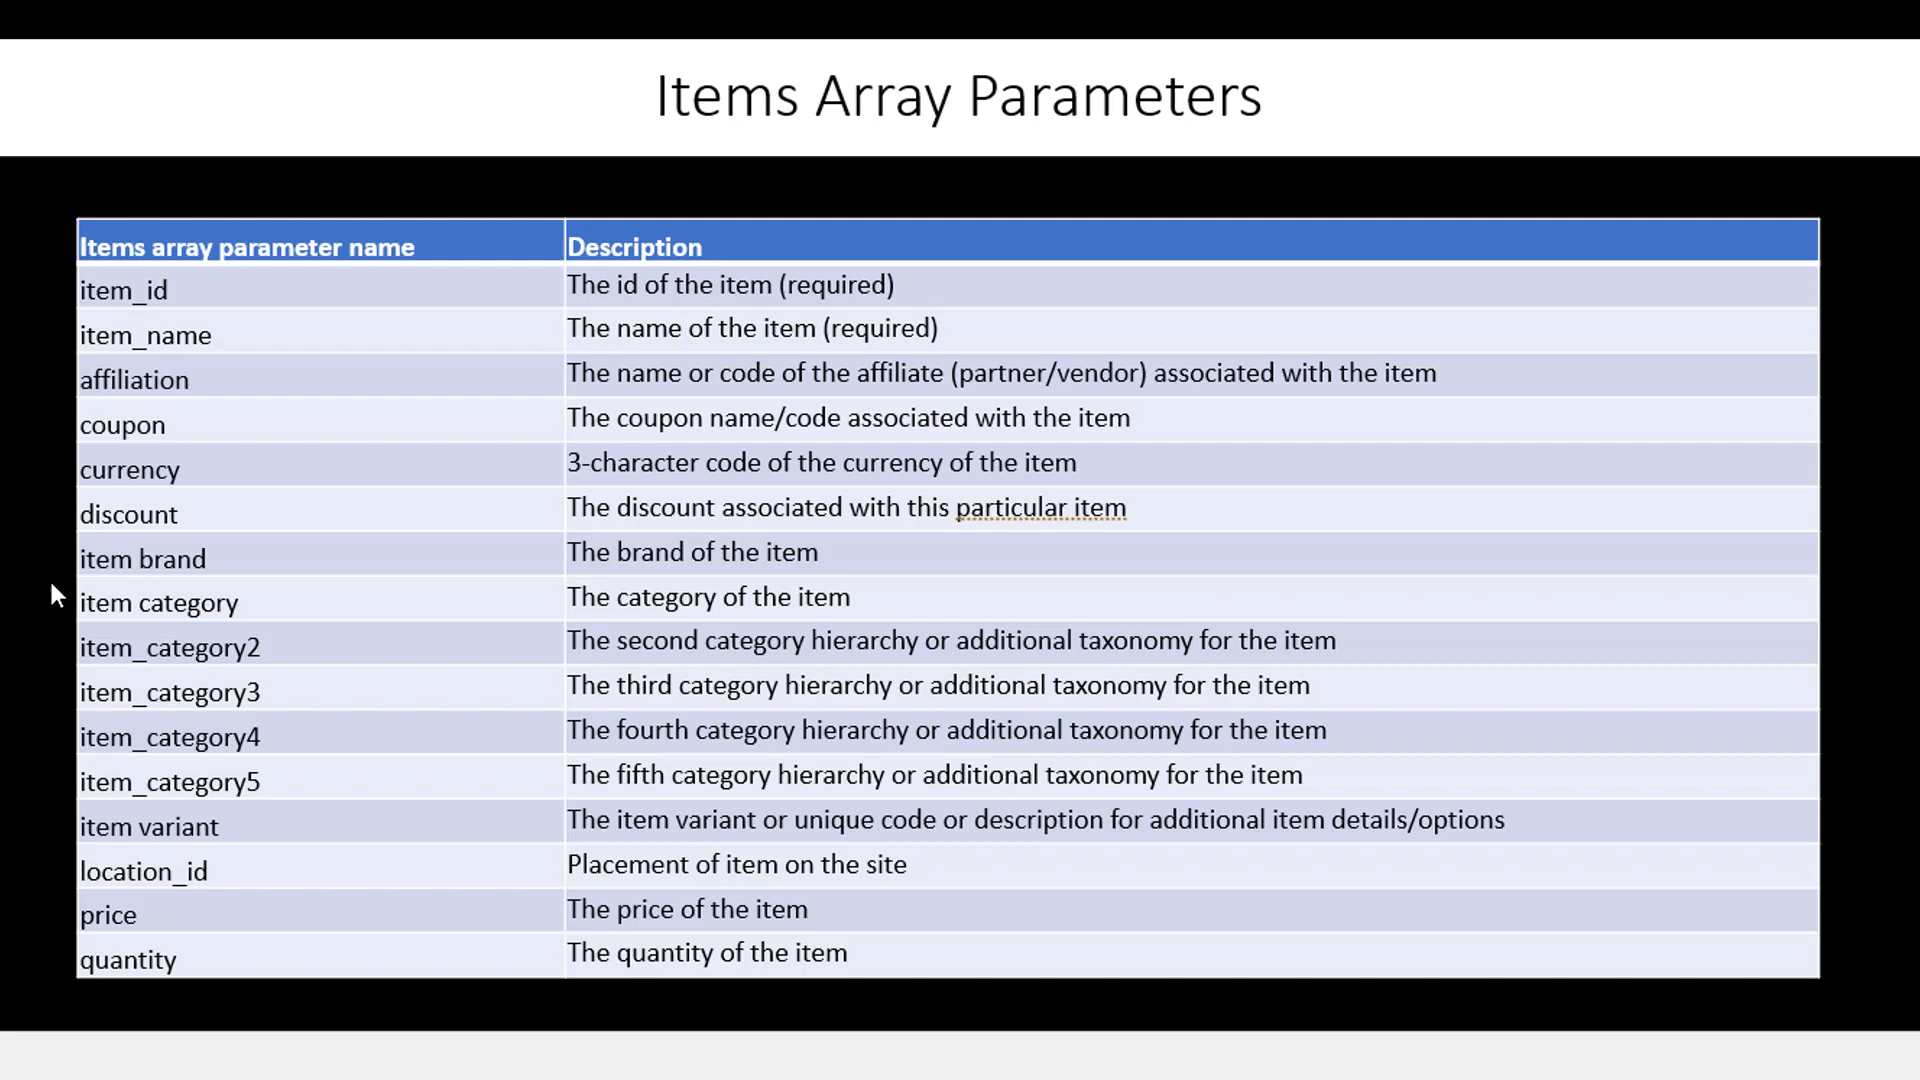 Items Array Parameters
Items array parameter name Description
item_id The id of the item (required)
item_name The name of the item (required)
affiliation The name or code of the affiliate (partner/vendor) associated with the item
coupon The coupon name/code associated with the item
currency 3-character code of the currency of the item
discount The discount associated with this particular item
item brand The brand of the item
item category The category of the item
item_category2 The second category hierarchy or additional taxonomy for the item
item_category3 The third category hierarchy or additional taxonomy for the item
item_category4 The fourth category hierarchy or additional taxonomy for the item
item_category5 The fifth category hierarchy or additional taxonomy for the item
item variant The item variant or unique code or description for additional item details/options
location_id Placement of item on the site
price The price of the item
quantity The quantity of the item